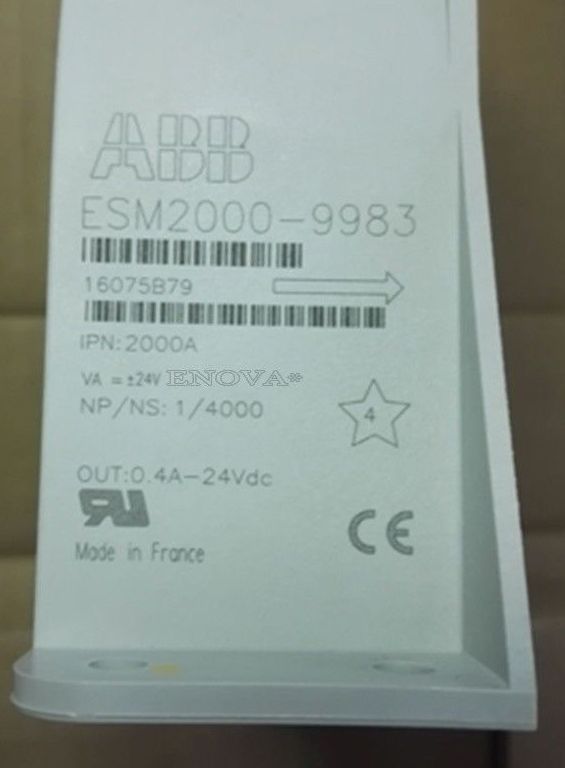 ABB
ESM2000-9983
16075B79
IPN:2000A
VA = ±24V
ENOVA
NP/NS: 1/4000
4
OUT:0.4A-24Vdc
RU
CE
Made in France